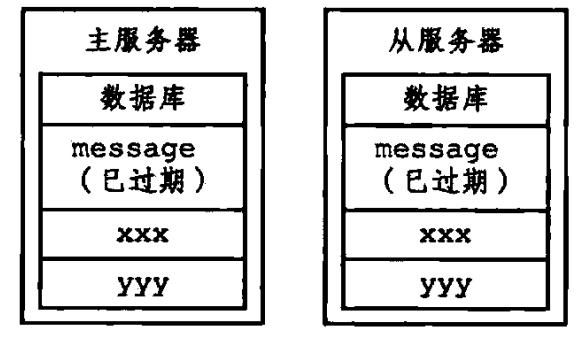 主服务器
数据库
message
（已过期）
xxx
yyy
从服务器
数据库
message
（已过期）
xxx
yyy